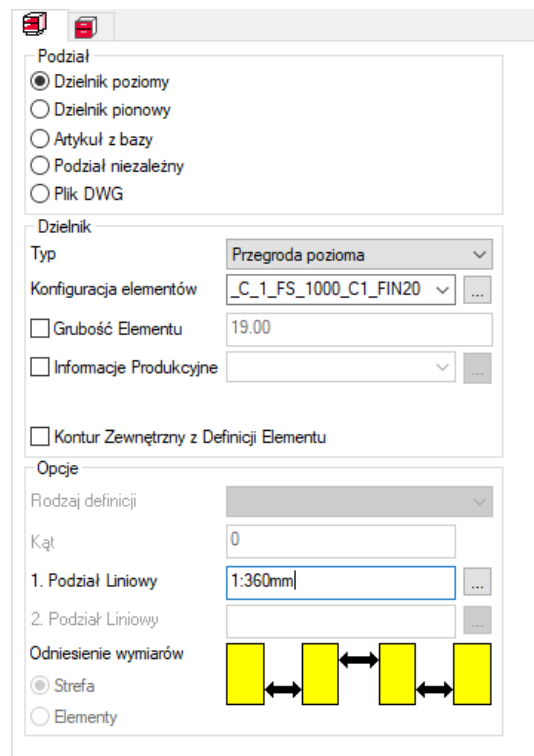 Podział
Dzielnik poziomy
Dzielnik pionowy
Artykuł z bazy
Podział niezależny
Plik DWG
Dzielnik
Typ Przegroda pozioma
Konfiguracja elementów _C_1_FS_1000_C1_FIN20 ...
Grubość Elementu 19.00
Informacje Produkcyjne ...
Kontur Zewnętrzny z Definicji Elementu
Opcje
Rodzaj definicji
Kąt 0
1. Podział Liniowy 1:360mm ...
2. Podział Liniowy ...
Odniesienie wymiarów
Strefa
Elementy